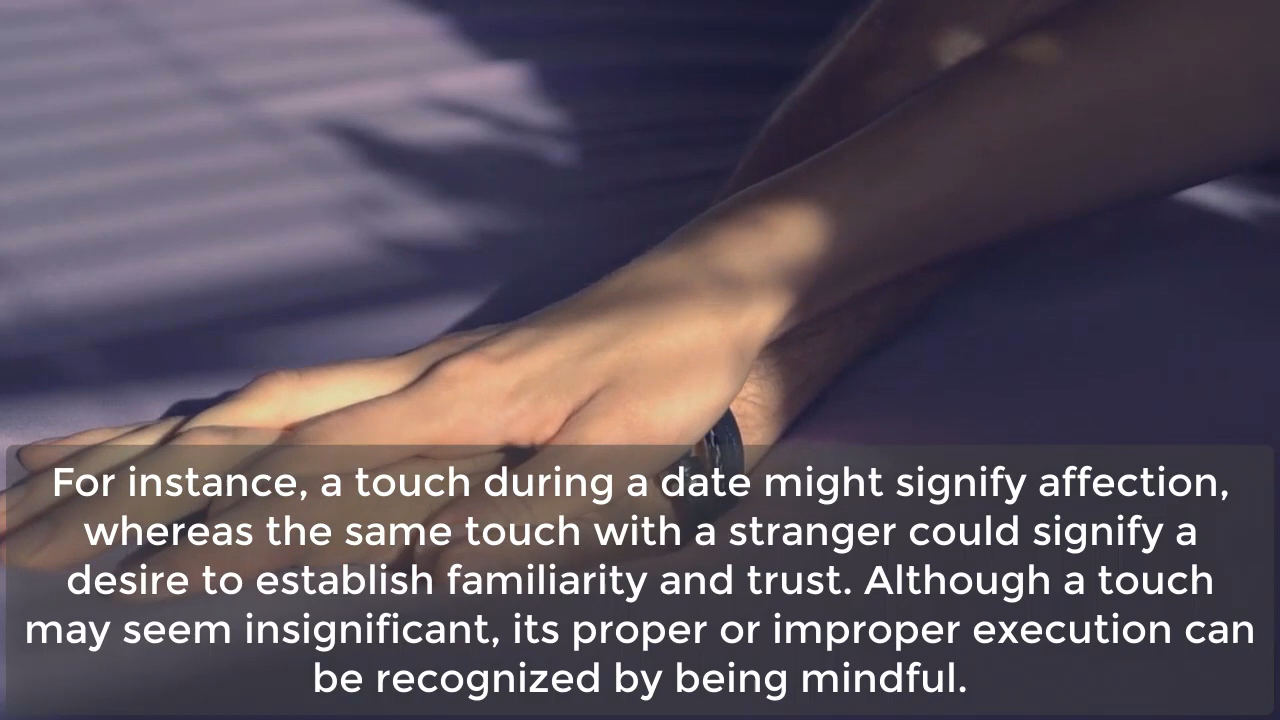 For instance, a touch during a date might signify affection,
whereas the same touch with a stranger could signify a
desire to establish familiarity and trust. Although a touch
may seem insignificant, its proper or improper execution can
be recognized by being mindful.